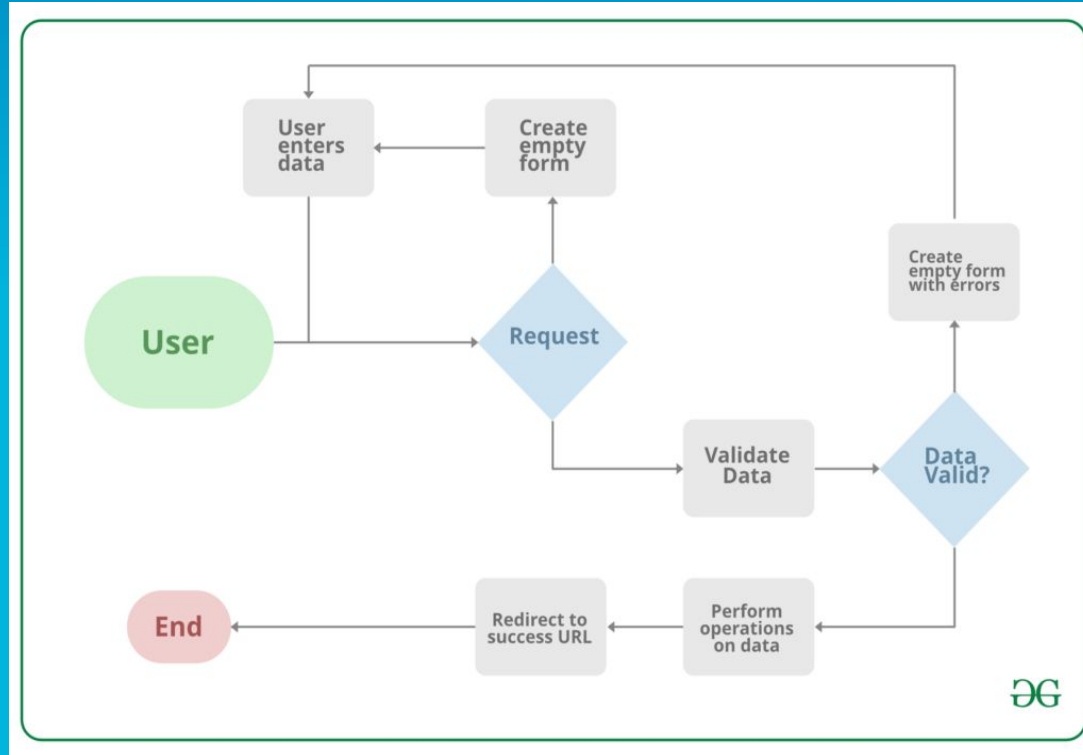 User
enters
data
Create
empty
form
Create
empty form
with errors
User
Request
Validate
Data
Data
Valid?
End
Redirect to
success URL
Perform
operations
on data